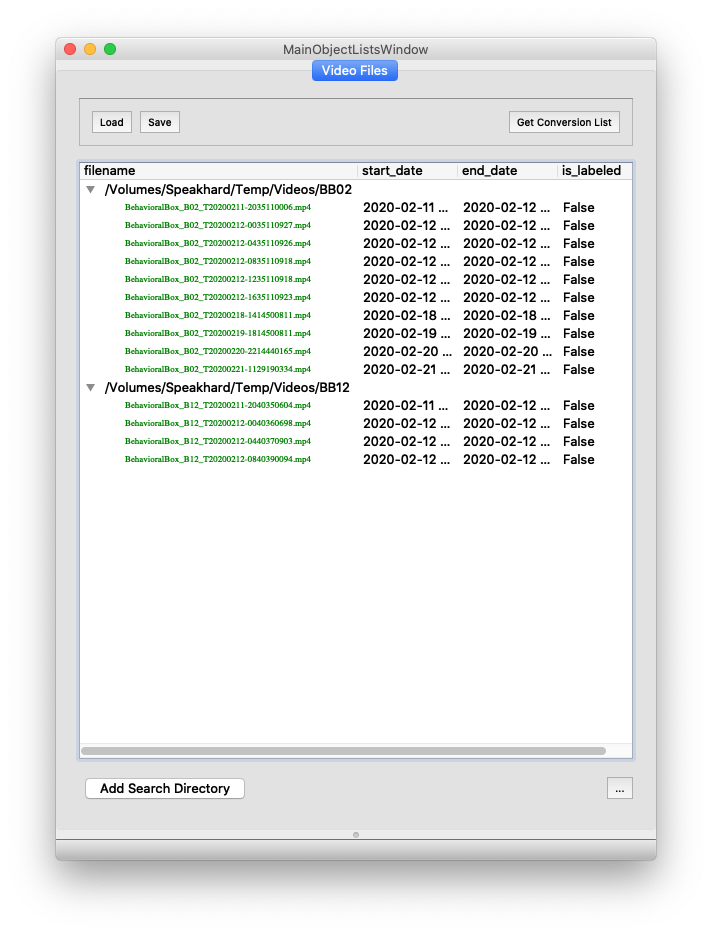 MainObjectListsWindow
Video Files
Load Save Get Conversion List
filename start_date end_date is_labeled
/Volumes/Speakhard/Temp/Videos/BB02
BehavioralBox_B02_T20200211-2035110006.mp4 2020-02-11 ... 2020-02-12 ... False
BehavioralBox_B02_T20200212-0035110927.mp4 2020-02-12 ... 2020-02-12 ... False
BehavioralBox_B02_T20200212-0435110926.mp4 2020-02-12 ... 2020-02-12 ... False
BehavioralBox_B02_T20200212-0835110918.mp4 2020-02-12 ... 2020-02-12 ... False
BehavioralBox_B02_T20200212-1235110918.mp4 2020-02-12 ... 2020-02-12 ... False
BehavioralBox_B02_T20200212-1635110923.mp4 2020-02-12 ... 2020-02-12 ... False
BehavioralBox_B02_T20200218-1414500811.mp4 2020-02-18 ... 2020-02-18 ... False
BehavioralBox_B02_T20200219-1814500811.mp4 2020-02-19 ... 2020-02-19 ... False
BehavioralBox_B02_T20200220-2214440165.mp4 2020-02-20 ... 2020-02-20 ... False
BehavioralBox_B02_T20200221-1129190334.mp4 2020-02-21 ... 2020-02-21 ... False
/Volumes/Speakhard/Temp/Videos/BB12
BehavioralBox_B12_T20200211-2040350604.mp4 2020-02-11 ... 2020-02-12 ... False
BehavioralBox_B12_T20200212-0040360698.mp4 2020-02-12 ... 2020-02-12 ... False
BehavioralBox_B12_T20200212-0440370903.mp4 2020-02-12 ... 2020-02-12 ... False
BehavioralBox_B12_T20200212-0840390094.mp4 2020-02-12 ... 2020-02-12 ... False
Add Search Directory ...